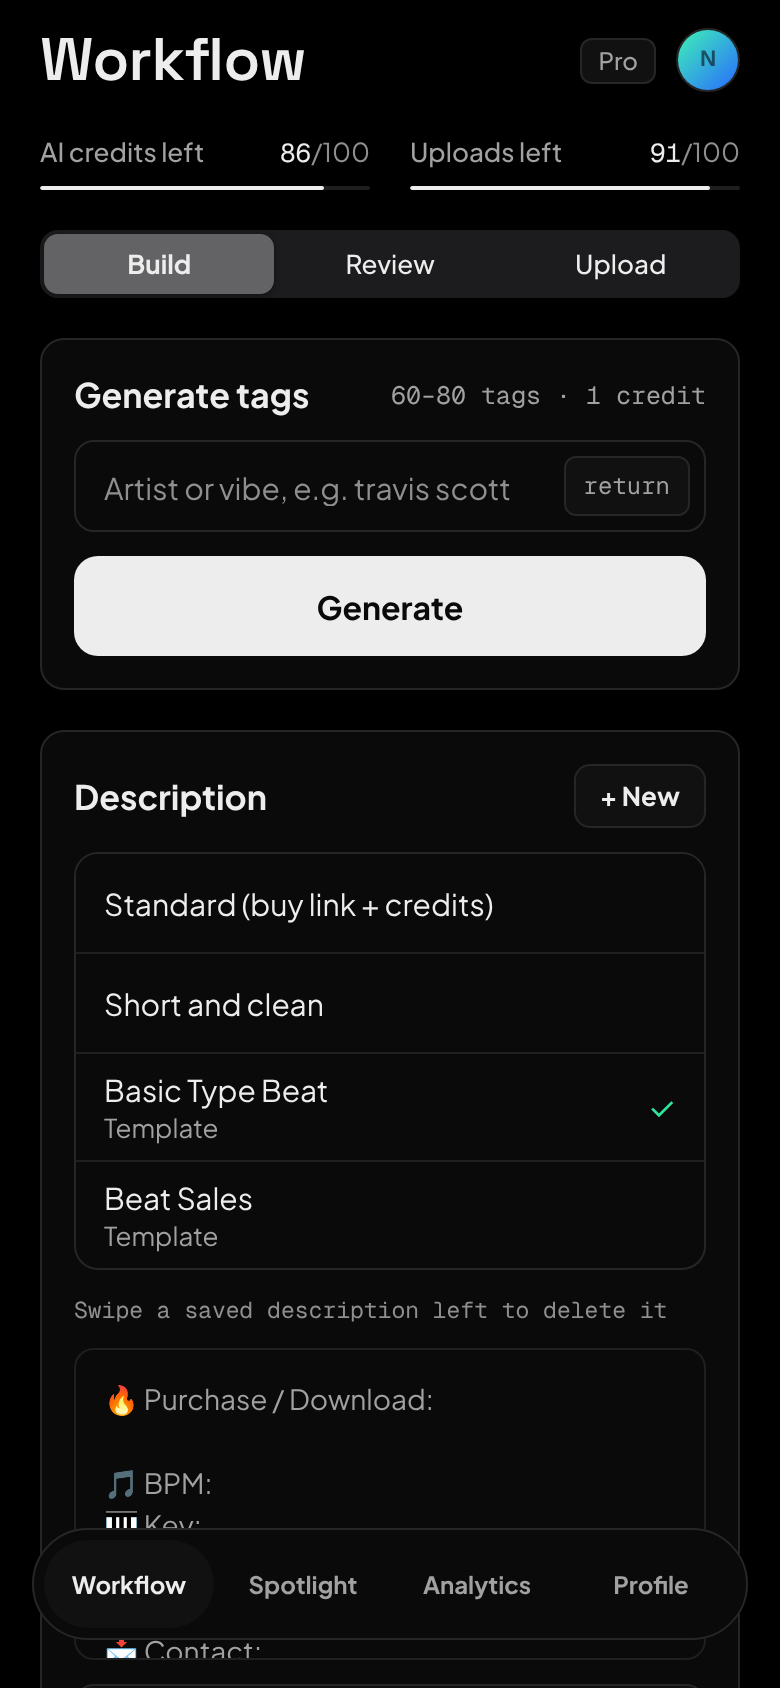 Workflow
Pro
N
AI credits left 86/100
Uploads left 91/100
Build
Review
Upload
Generate tags
60-80 tags · 1 credit
Artist or vibe, e.g. travis scott
return
Generate
Description
+ New
Standard (buy link + credits)
Short and clean
Basic Type Beat
Template
Beat Sales
Template
Swipe a saved description left to delete it
🔥 Purchase / Download:
🎵 BPM:
🎹 Key:
Workflow
Spotlight
Analytics
Profile
📩 Contact: